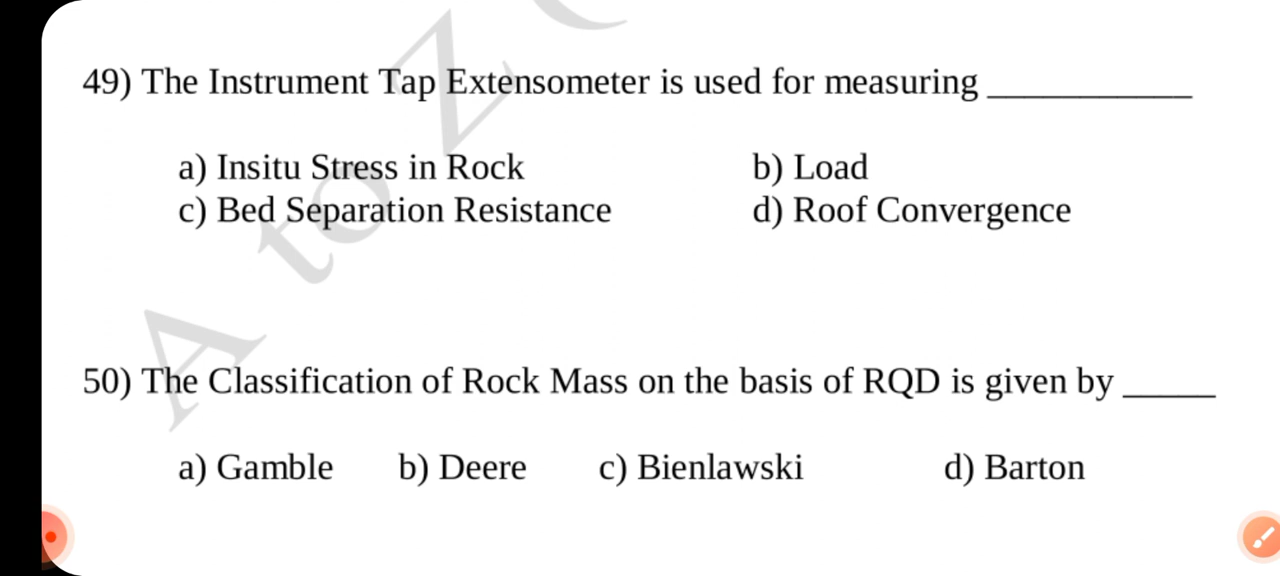 49) The Instrument Tap Extensometer is used for measuring ___________
a) Insitu Stress in Rock b) Load
c) Bed Separation Resistance d) Roof Convergence
50) The Classification of Rock Mass on the basis of RQD is given by _____
a) Gamble b) Deere c) Bienlawski d) Barton
A to Z